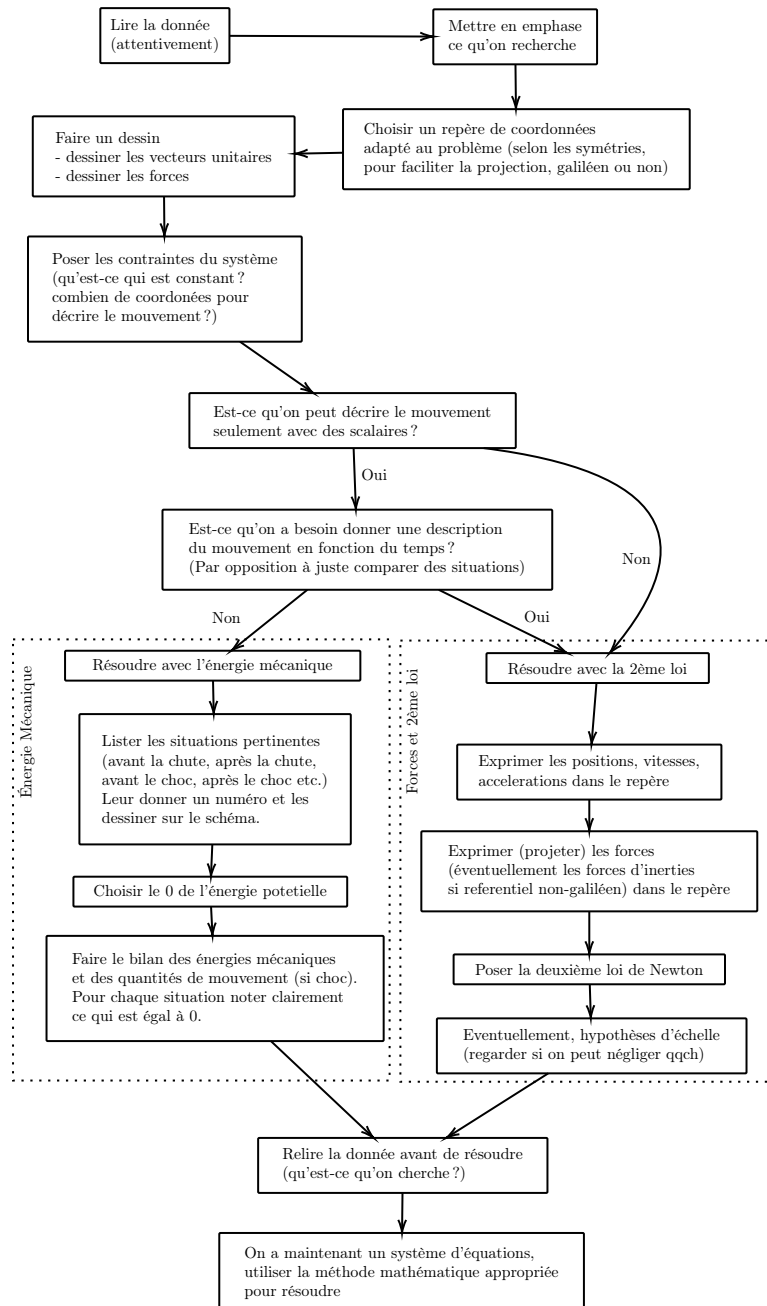 Lire la donnée
(attentivement)
Mettre en emphase
ce qu'on recherche
Choisir un repère de coordonnées
adapté au problème (selon les symétries,
pour faciliter la projection, galiléen ou non)
Faire un dessin
- dessiner les vecteurs unitaires
- dessiner les forces
Poser les contraintes du système
(qu'est-ce qui est constant ?
combien de coordonées pour
décrire le mouvement ?)
Est-ce qu'on peut décrire le mouvement
seulement avec des scalaires ?
Oui
Non
Est-ce qu'on a besoin donner une description
du mouvement en fonction du temps ?
(Par opposition à juste comparer des situations)
Non
Oui
Énergie Mécanique
Résoudre avec l'énergie mécanique
Lister les situations pertinentes
(avant la chute, après la chute,
avant le choc, après le choc etc.)
Leur donner un numéro et les
dessiner sur le schéma.
Choisir le 0 de l'énergie potetielle
Faire le bilan des énergies mécaniques
et des quantités de mouvement (si choc).
Pour chaque situation noter clairement
ce qui est égal à 0.
Forces et 2ème loi
Résoudre avec la 2ème loi
Exprimer les positions, vitesses,
accelerations dans le repère
Exprimer (projeter) les forces
(éventuellement les forces d'inerties
si referentiel non-galiléen) dans le repère
Poser la deuxième loi de Newton
Eventuellement, hypothèses d'échelle
(regarder si on peut négliger qqch)
Relire la donnée avant de résoudre
(qu'est-ce qu'on cherche ?)
On a maintenant un système d'équations,
utiliser la méthode mathématique appropriée
pour résoudre